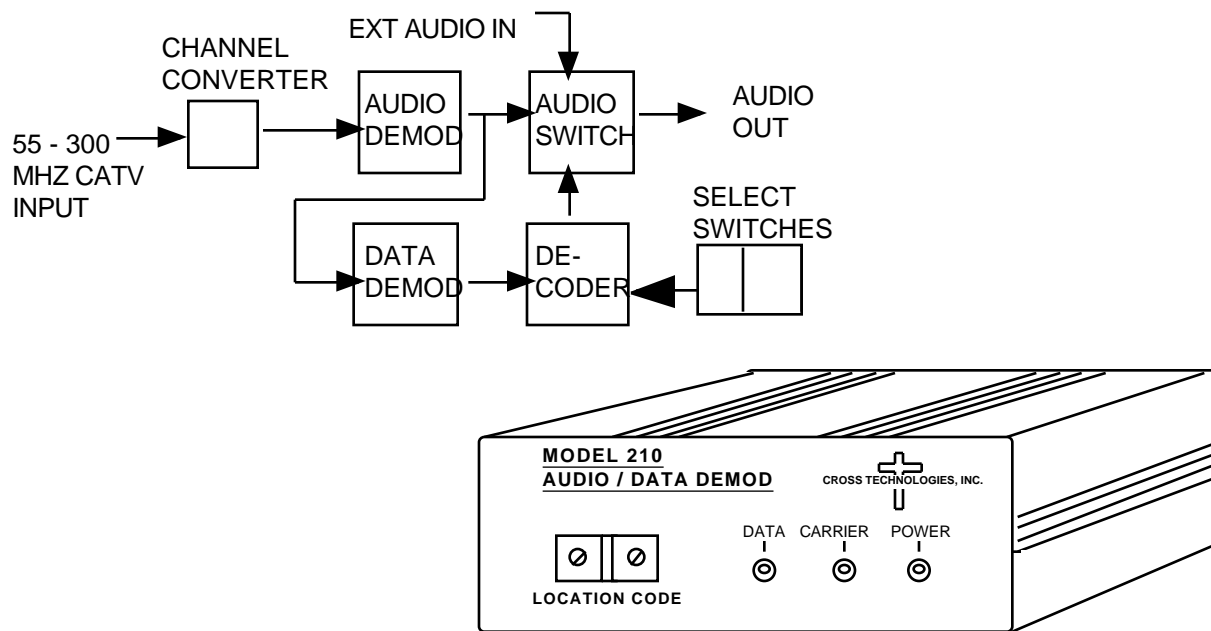 EXT AUDIO IN
CHANNEL
CONVERTER
AUDIO
DEMOD
AUDIO
SWITCH
AUDIO
OUT
55 - 300
MHZ CATV
INPUT
SELECT
SWITCHES
DATA
DEMOD
DE-
CODER
MODEL 210
AUDIO / DATA DEMOD
CROSS TECHNOLOGIES, INC.
DATA CARRIER POWER
LOCATION CODE